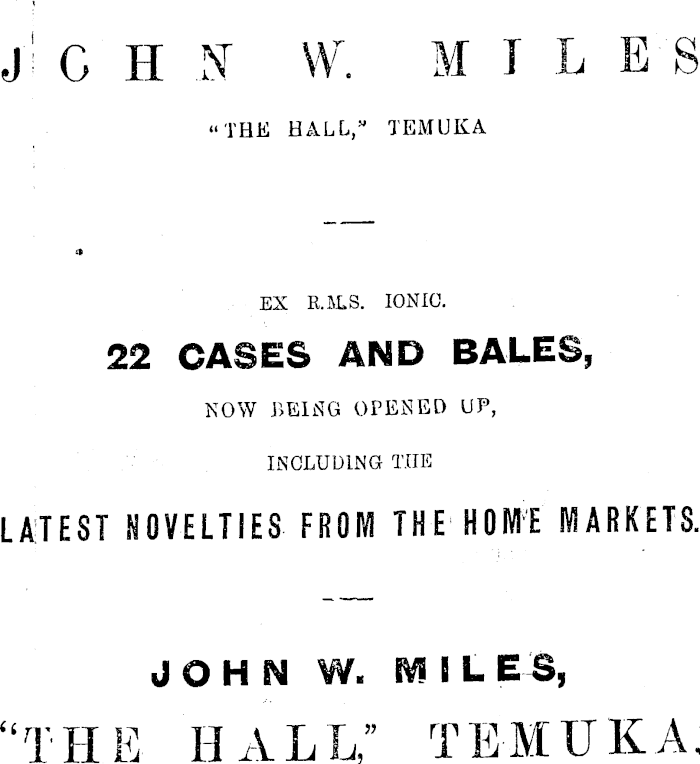 JOHN W. MILES
"THE HALL," TEMUKA
EX R.M.S. IONIC.
22 CASES AND BALES,
NOW BEING OPENED UP,
INCLUDING THE
LATEST NOVELTIES FROM THE HOME MARKETS.
JOHN W. MILES,
"THE HALL," TEMUKA.